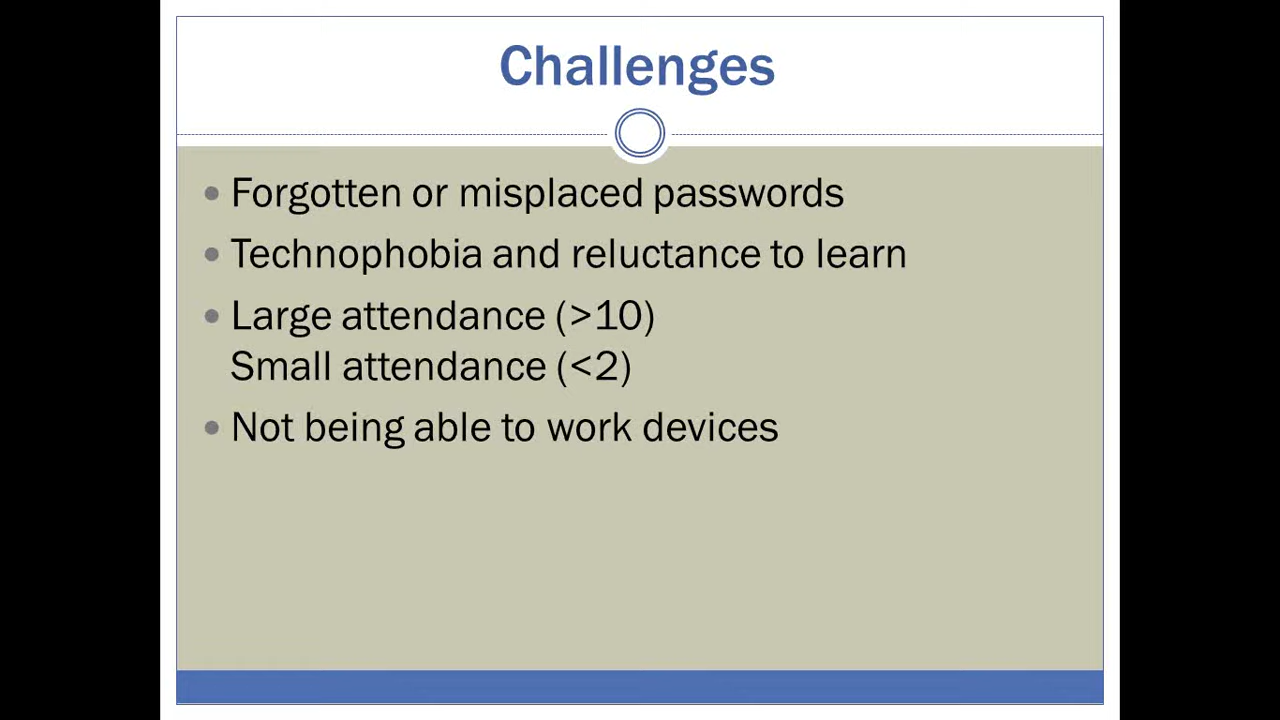 Challenges
• Forgotten or misplaced passwords
• Technophobia and reluctance to learn
• Large attendance (>10)
Small attendance (<2)
• Not being able to work devices